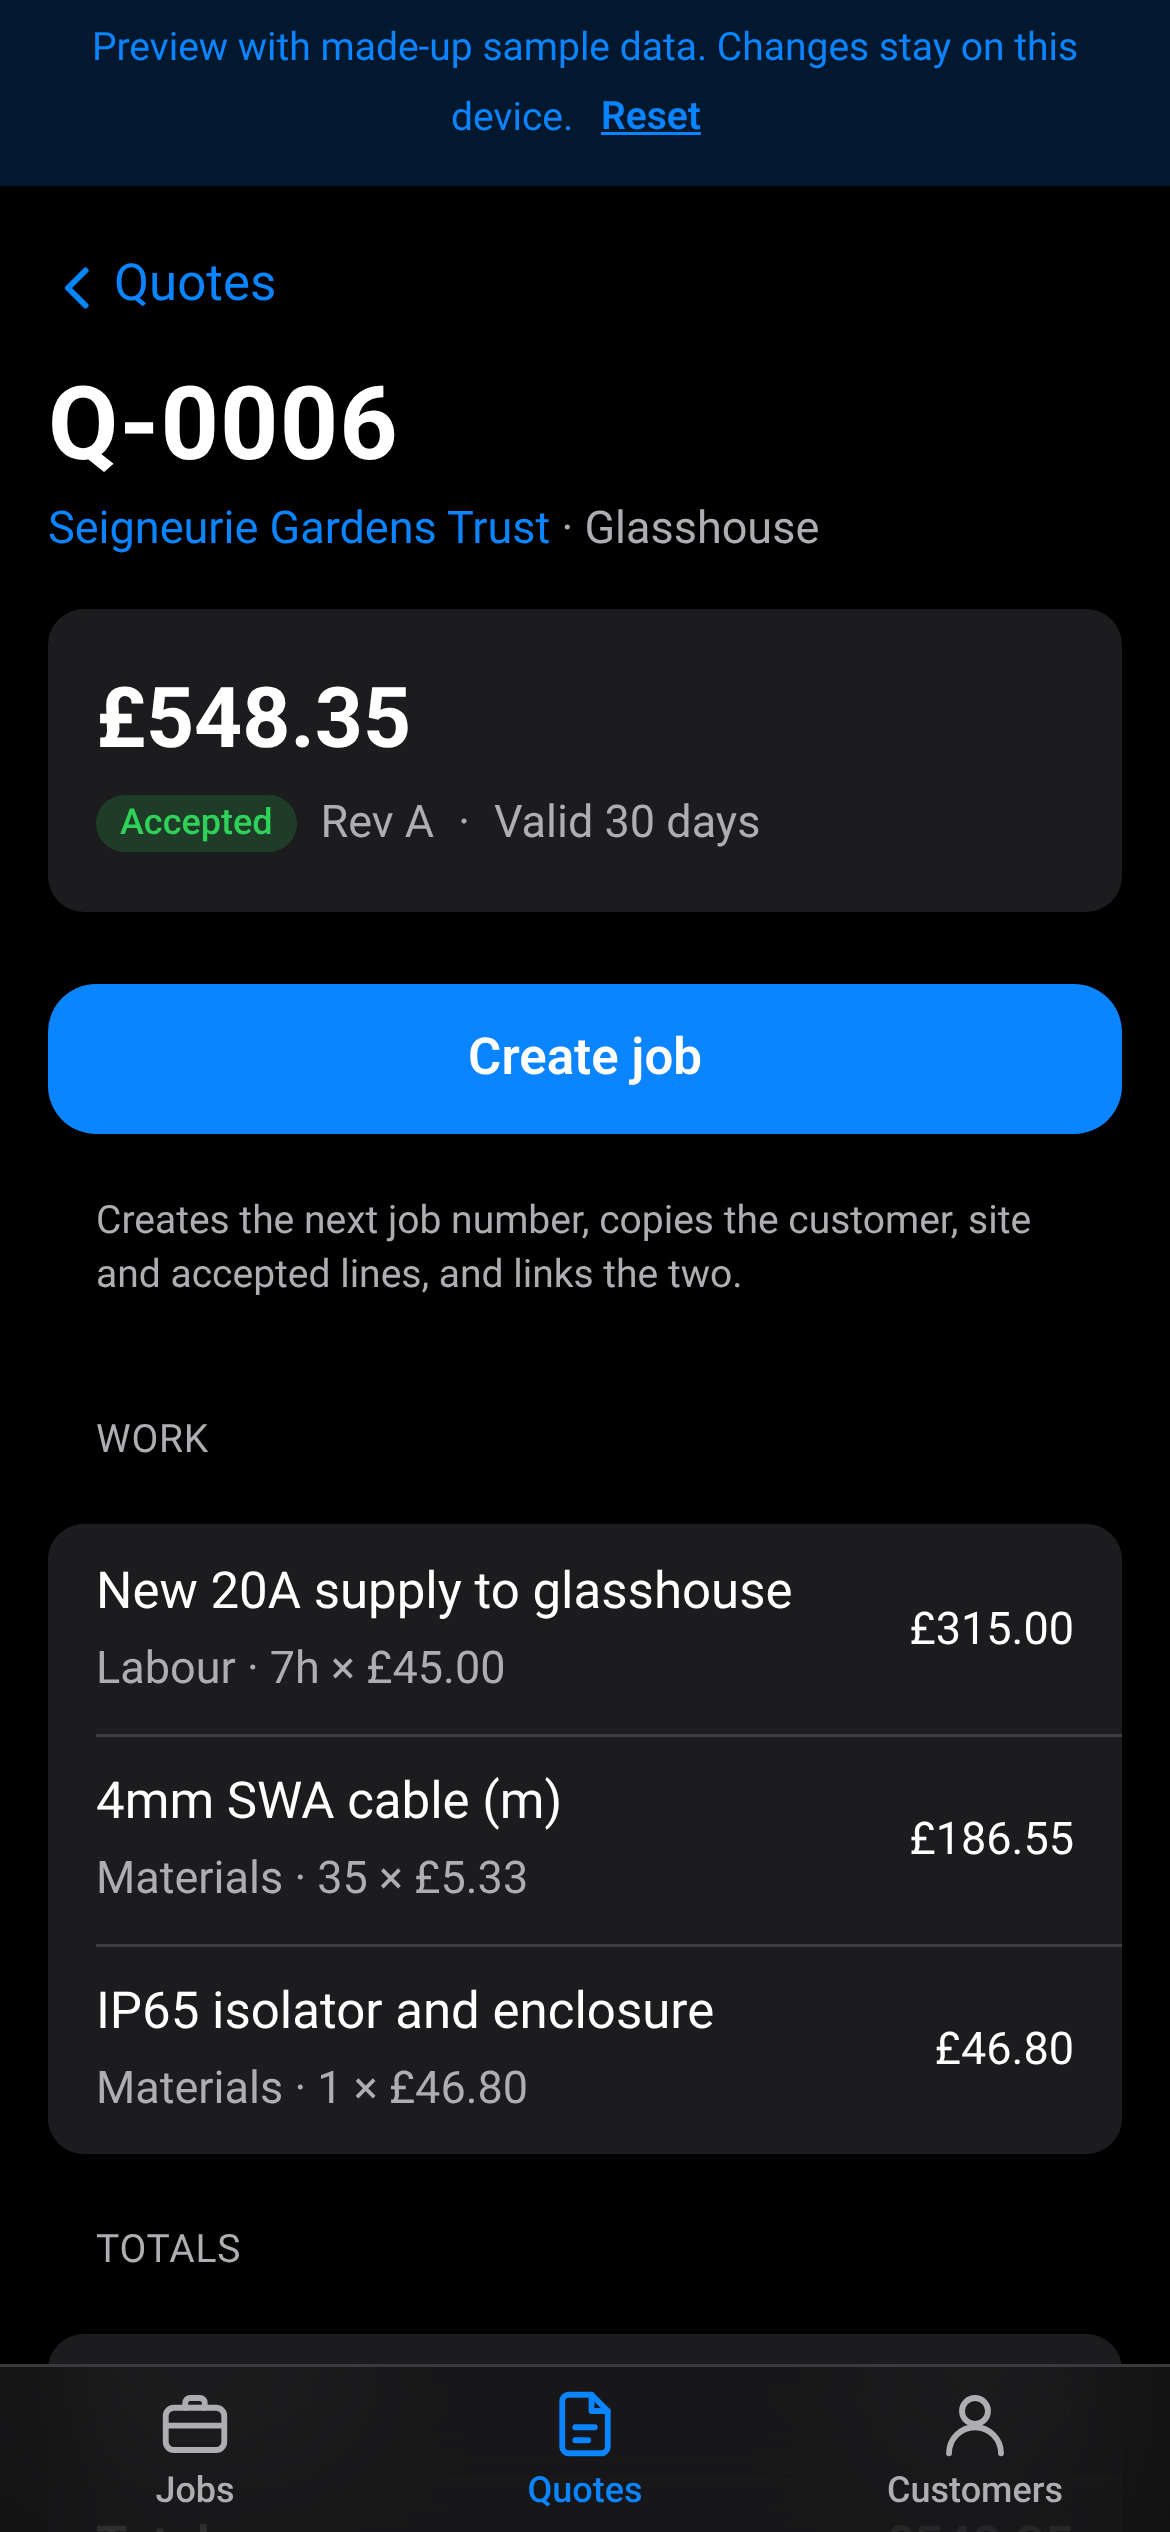 Preview with made-up sample data. Changes stay on this
device. Reset
Quotes
Q-0006
Seigneurie Gardens Trust · Glasshouse
£548.35
Accepted Rev A · Valid 30 days
Create job
Creates the next job number, copies the customer, site
and accepted lines, and links the two.
WORK
New 20A supply to glasshouse
£315.00
Labour · 7h × £45.00
4mm SWA cable (m)
£186.55
Materials · 35 × £5.33
IP65 isolator and enclosure
£46.80
Materials · 1 × £46.80
TOTALS
Jobs
Quotes
Customers